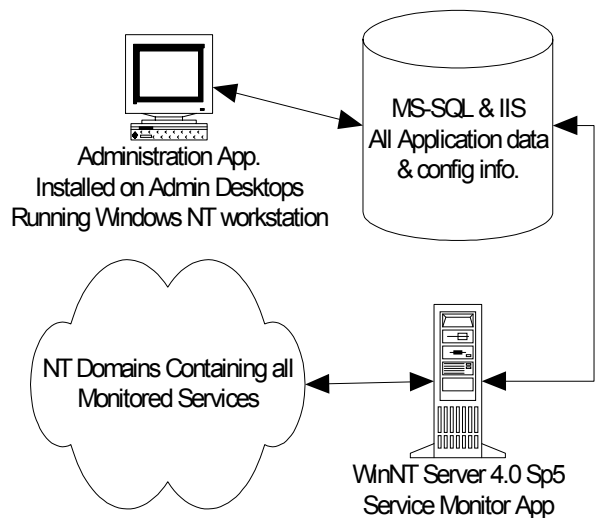 MS-SQL & IIS
All Application data
& config info.
Administration App.
Installed on Admin Desktops
Running Windows NT workstation
NT Domains Containing all
Monitored Services
WinNT Server 4.0 Sp5
Service Monitor App